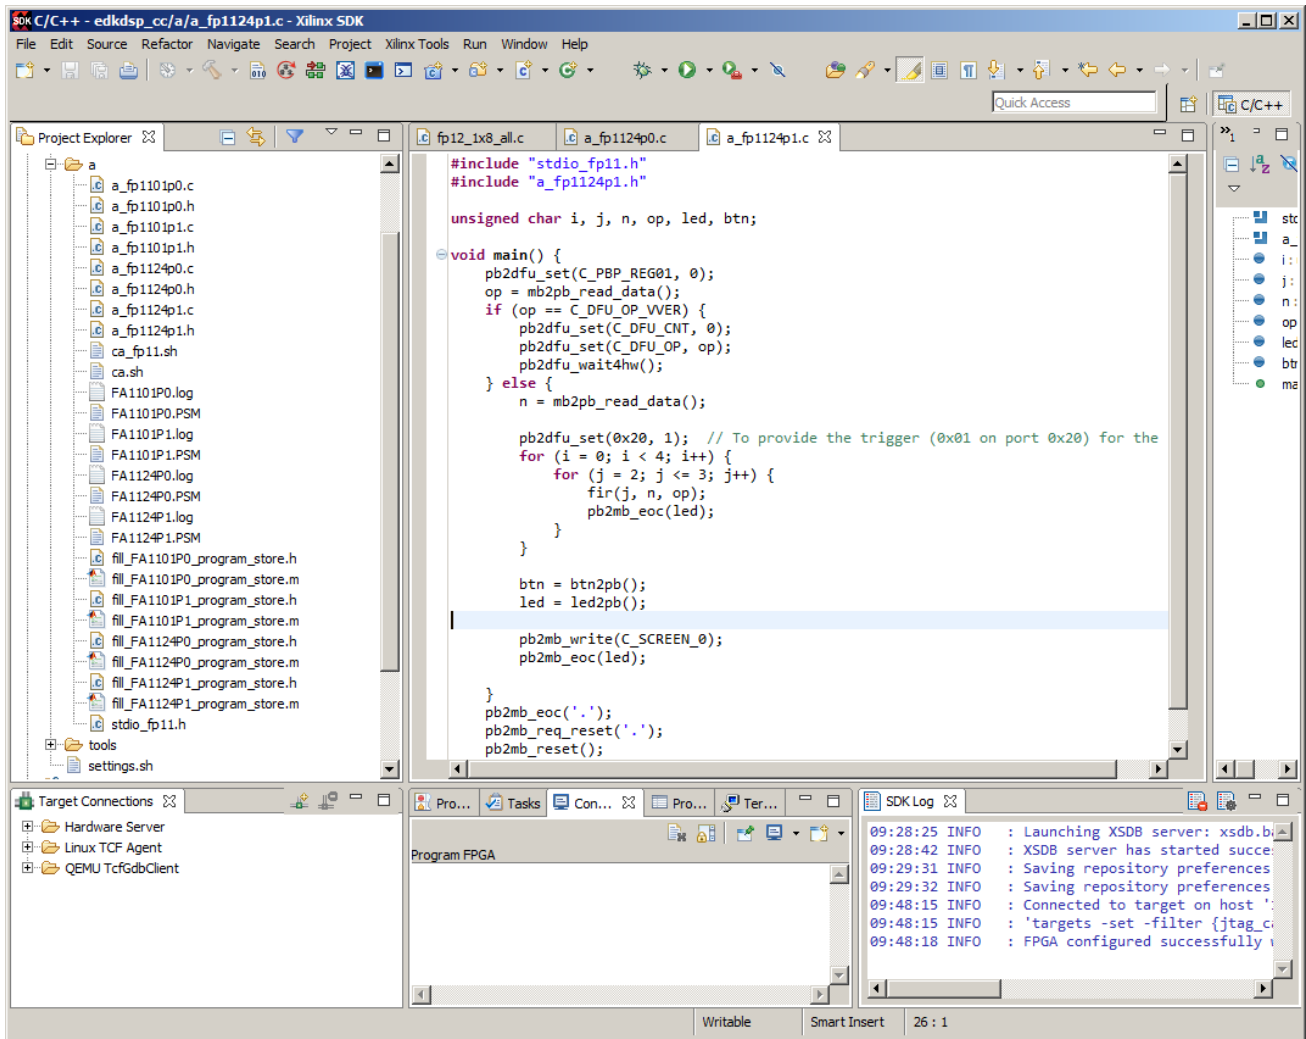 C/C++ - edkdsp_cc/a/a_fp1124p1.c - Xilinx SDK
File Edit Source Refactor Navigate Search Project Xilinx Tools Run Window Help
Quick Access
C/C++
Project Explorer
a
a_fp1101p0.c
a_fp1101p0.h
a_fp1101p1.c
a_fp1101p1.h
a_fp1124p0.c
a_fp1124p0.h
a_fp1124p1.c
a_fp1124p1.h
ca_fp11.sh
ca.sh
FA1101P0.log
FA1101P0.PSM
FA1101P1.log
FA1101P1.PSM
FA1124P0.log
FA1124P0.PSM
FA1124P1.log
FA1124P1.PSM
fill_FA1101P0_program_store.h
fill_FA1101P0_program_store.m
fill_FA1101P1_program_store.h
fill_FA1101P1_program_store.m
fill_FA1124P0_program_store.h
fill_FA1124P0_program_store.m
fill_FA1124P1_program_store.h
fill_FA1124P1_program_store.m
stdio_fp11.h
tools
settings.sh
fp12_1x8_all.c a_fp1124p0.c a_fp1124p1.c
#include "stdio_fp11.h"
#include "a_fp1124p1.h"
unsigned char i, j, n, op, led, btn;
void main() {
pb2dfu_set(C_PBP_REG01, 0);
op = mb2pb_read_data();
if (op == C_DFU_OP_VVER) {
pb2dfu_set(C_DFU_CNT, 0);
pb2dfu_set(C_DFU_OP, op);
pb2dfu_wait4hw();
} else {
n = mb2pb_read_data();
pb2dfu_set(0x20, 1); // To provide the trigger (0x01 on port 0x20) for the
for (i = 0; i < 4; i++) {
for (j = 2; j <= 3; j++) {
fir(j, n, op);
pb2mb_eoc(led);
}
}
btn = btn2pb();
led = led2pb();
pb2mb_write(C_SCREEN_0);
pb2mb_eoc(led);
}
pb2mb_eoc('.');
pb2mb_req_reset('.');
pb2mb_reset();
stc
a_
i :
j :
n :
op
led
btr
ma
Target Connections
Hardware Server
Linux TCF Agent
QEMU TcfGdbClient
Pro... Tasks Con... Pro... Ter...
Program FPGA
SDK Log
09:28:25 INFO : Launching XSDB server: xsdb.ba
09:28:42 INFO : XSDB server has started succe
09:29:31 INFO : Saving repository preferences
09:29:32 INFO : Saving repository preferences
09:48:15 INFO : Connected to target on host '
09:48:15 INFO : 'targets -set -filter {jtag_ca
09:48:18 INFO : FPGA configured successfully
Writable Smart Insert 26 : 1